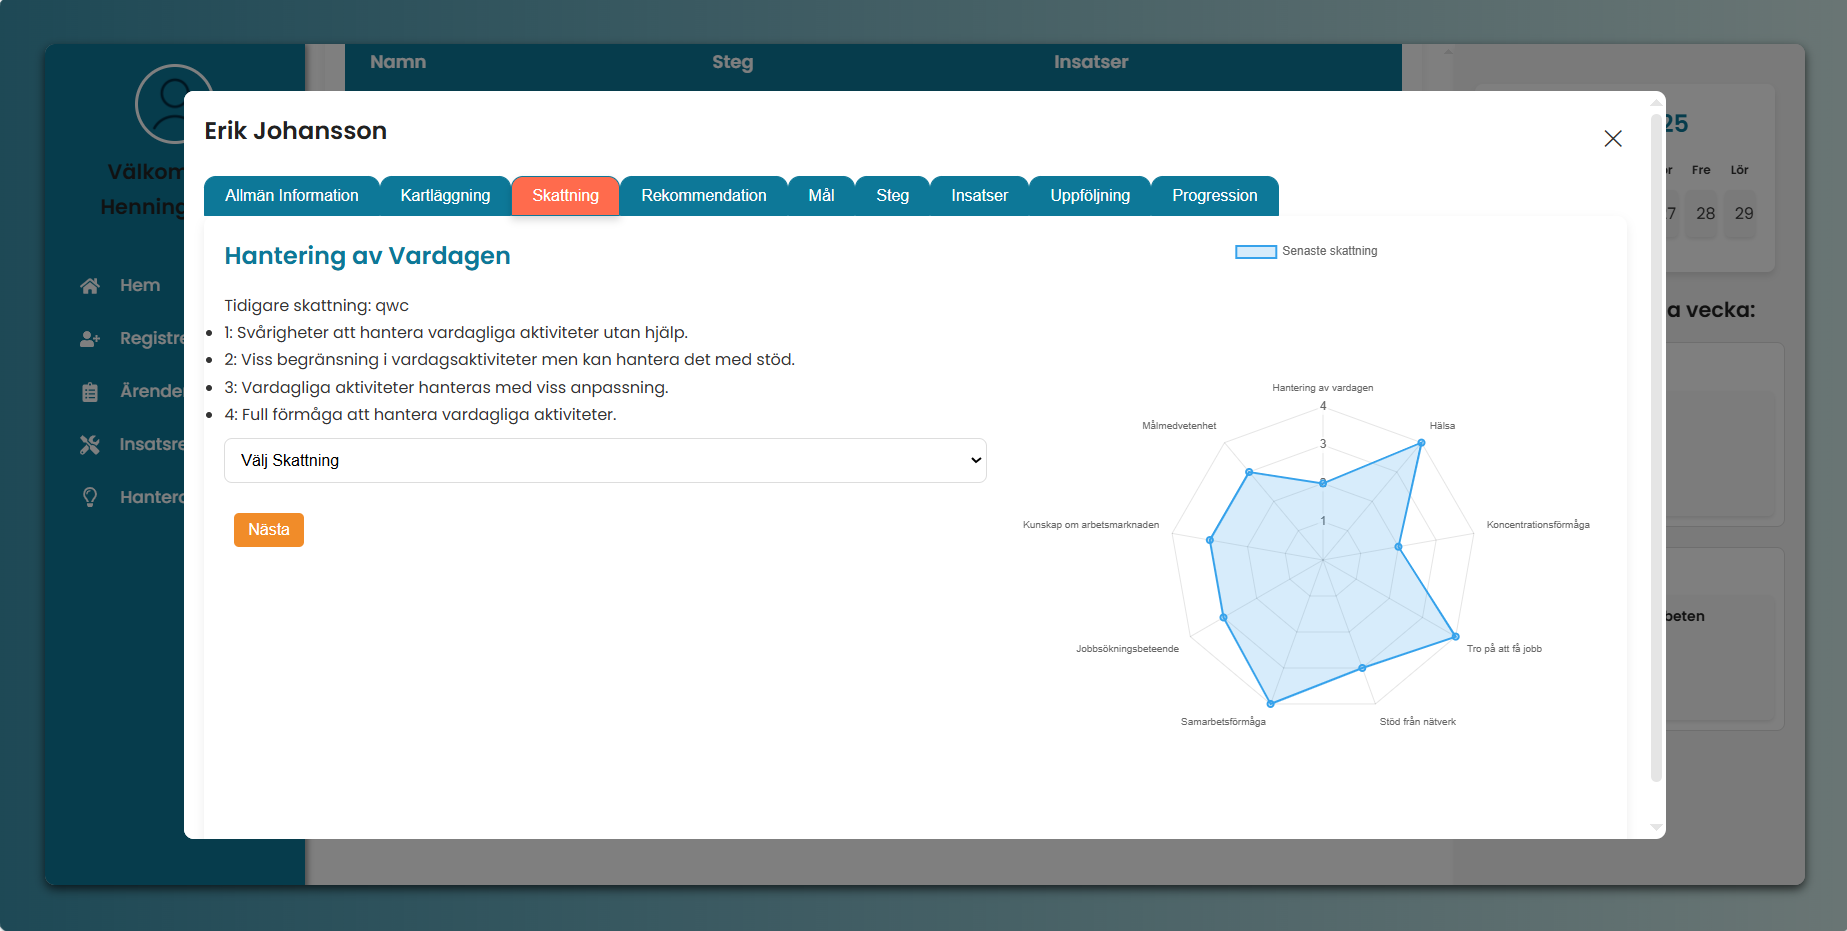 Namn Steg Insatser
Välkom
Henning
Hem
Registre
Ärende
Insatsre
Hantera
Erik Johansson
Allmän Information Kartläggning Skattning Rekommendation Mål Steg Insatser Uppföljning Progression
Hantering av Vardagen
Tidigare skattning: qwc
1: Svårigheter att hantera vardagliga aktiviteter utan hjälp.
2: Viss begränsning i vardagsaktiviteter men kan hantera det med stöd.
3: Vardagliga aktiviteter hanteras med viss anpassning.
4: Full förmåga att hantera vardagliga aktiviteter.
Välj Skattning
Nästa
Senaste skattning
Hantering av vardagen
4
Målmedvetenhet
Hälsa
3
2
Kunskap om arbetsmarknaden
1
Koncentrationsförmåga
Jobbsökningsbeteende
Tro på att få jobb
Samarbetsförmåga
Stöd från nätverk
25
or Fre Lör
27 28 29
a vecka:
beten